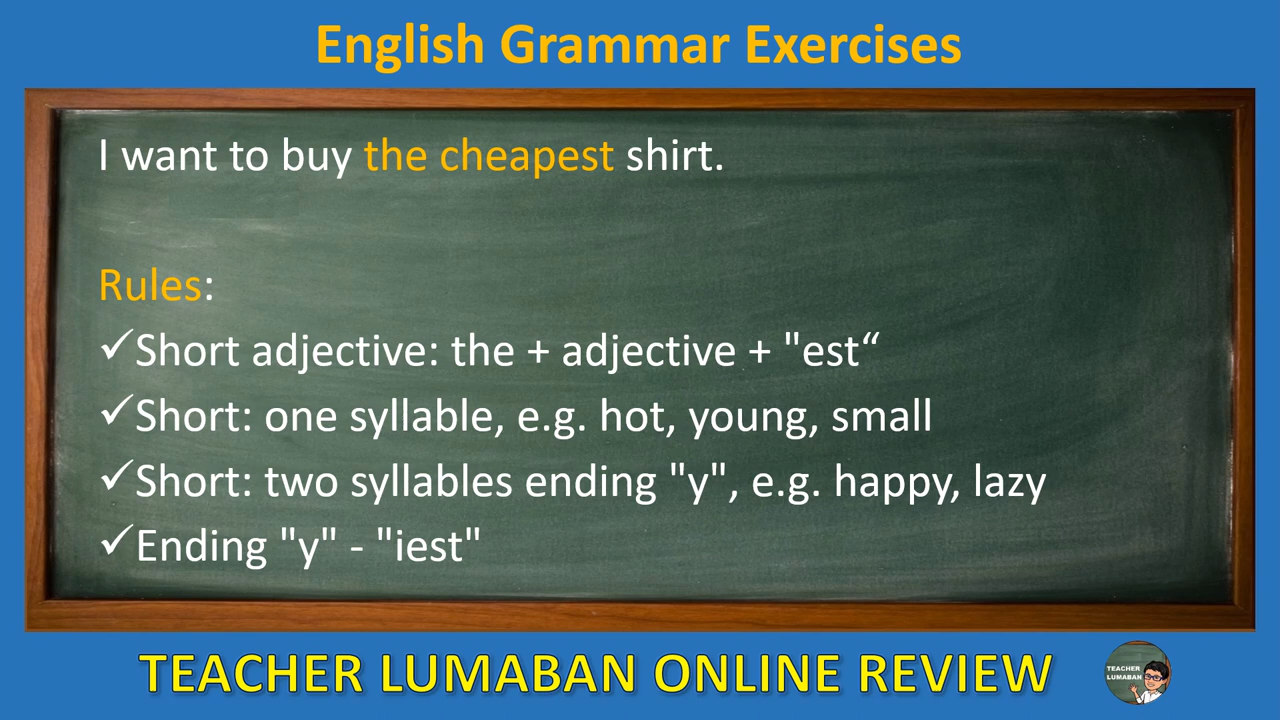 English Grammar Exercises
I want to buy the cheapest shirt.
Rules:
✓Short adjective: the + adjective + "est“
✓Short: one syllable, e.g. hot, young, small
✓Short: two syllables ending "y", e.g. happy, lazy
✓Ending "y" - "iest"
TEACHER LUMABAN ONLINE REVIEW
TEACHER
LUMABAN